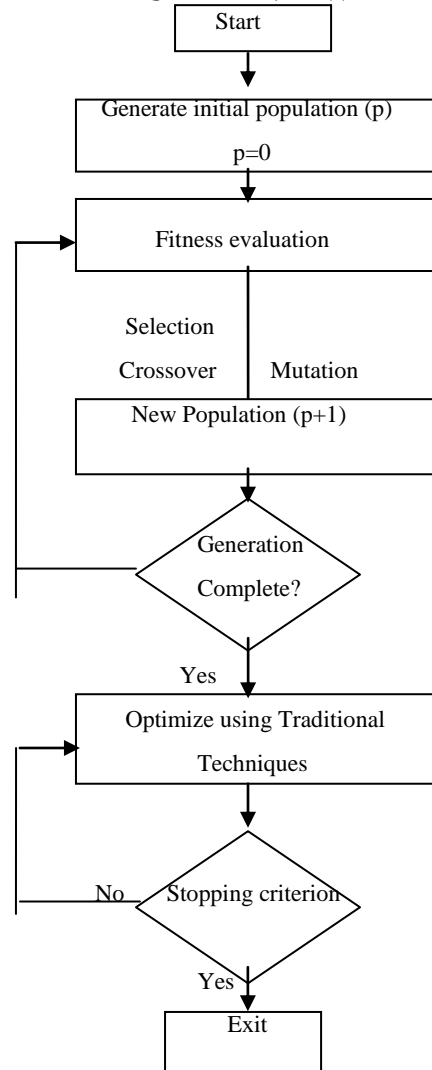 Start
Generate initial population (p)
p=0
Fitness evaluation
Selection
Crossover Mutation
New Population (p+1)
Generation
Complete?
Yes
Optimize using Traditional
Techniques
No Stopping criterion
Yes
Exit